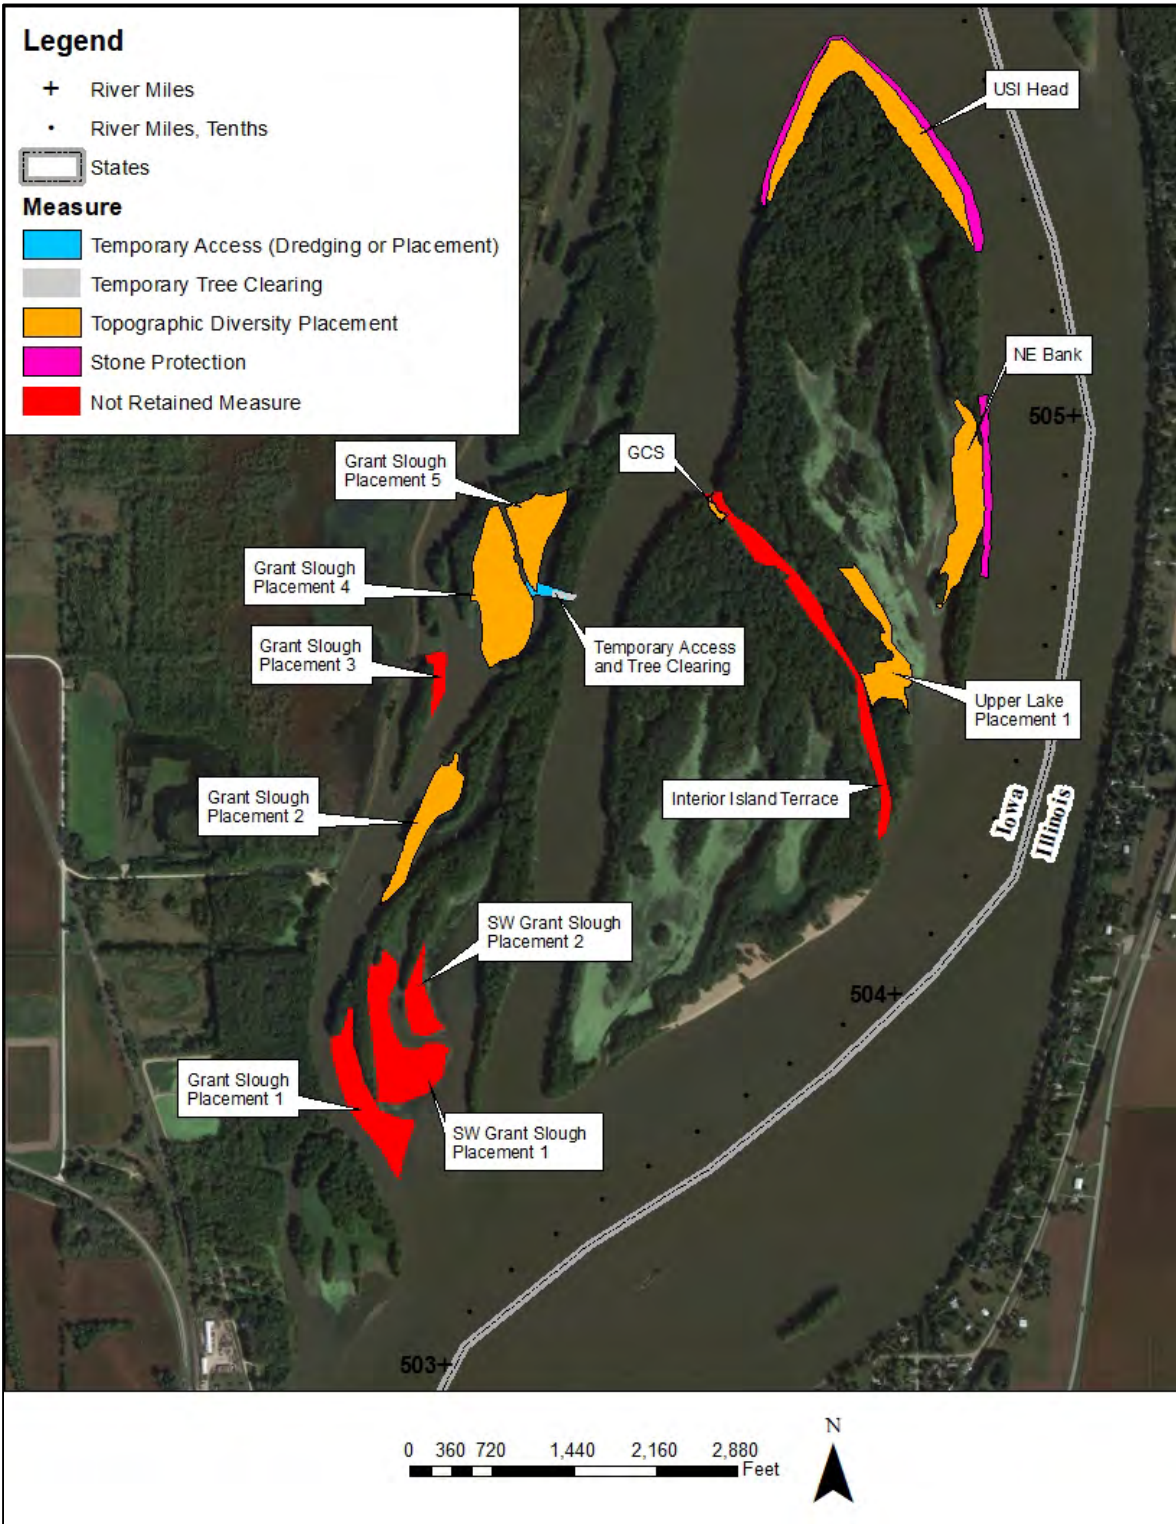 Legend
+ River Miles
• River Miles, Tenths
States
Measure
Temporary Access (Dredging or Placement)
Temporary Tree Clearing
Topographic Diversity Placement
Stone Protection
Not Retained Measure
USI Head
NE Bank
505+
GCS
Grant Slough
Placement 5
Grant Slough
Placement 4
Grant Slough
Placement 3
Temporary Access
and Tree Clearing
Upper Lake
Placement 1
Interior Island Terrace
Iowa
Illinois
Grant Slough
Placement 2
SW Grant Slough
Placement 2
504+
Grant Slough
Placement 1
SW Grant Slough
Placement 1
503+
N
0 360 720 1,440 2,160 2,880
Feet